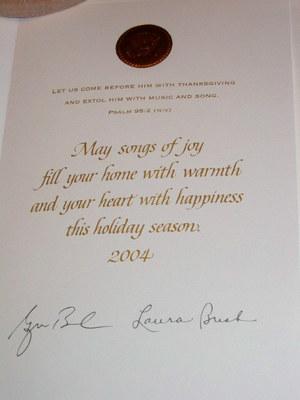 LET US COME BEFORE HIM WITH THANKSGIVING
AND EXTOL HIM WITH MUSIC AND SONG.
PSALM 95:2 (NIV)
May songs of joy
fill your home with warmth
and your heart with happiness
this holiday season.
2004
Laura Bush